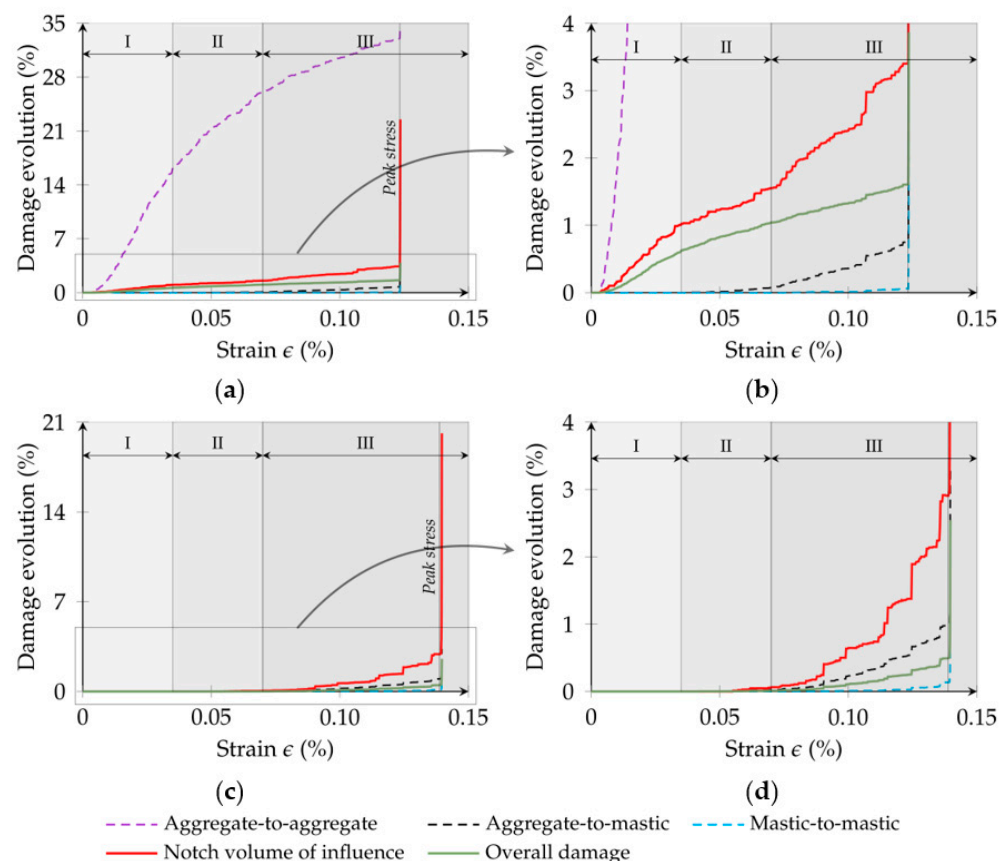 (a)
35
28
21
14
7
0
Damage evolution (%)
I II III
Peak stress
0 0.05 0.10 0.15
Strain ϵ (%)
(b)
4
3
2
1
0
Damage evolution (%)
I II III
0 0.05 0.10 0.15
Strain ϵ (%)
(c)
21
14
7
0
Damage evolution (%)
I II III
Peak stress
0 0.05 0.10 0.15
Strain ϵ (%)
(d)
4
3
2
1
0
Damage evolution (%)
I II III
0 0.05 0.10 0.15
Strain ϵ (%)
Aggregate-to-aggregate Aggregate-to-mastic Mastic-to-mastic
Notch volume of influence Overall damage